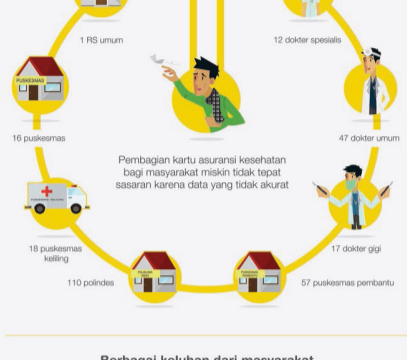 1 RS umum
12 dokter spesialis
PUSKESMAS
16 puskesmas
47 dokter umum
Pembagian kartu asuransi kesehatan
bagi masyarakat miskin tidak tepat
sasaran karena data yang tidak akurat
18 puskesmas
keliling
17 dokter gigi
110 polindes
57 puskesmas pembantu
Berbagai keluhan dari masyarakat